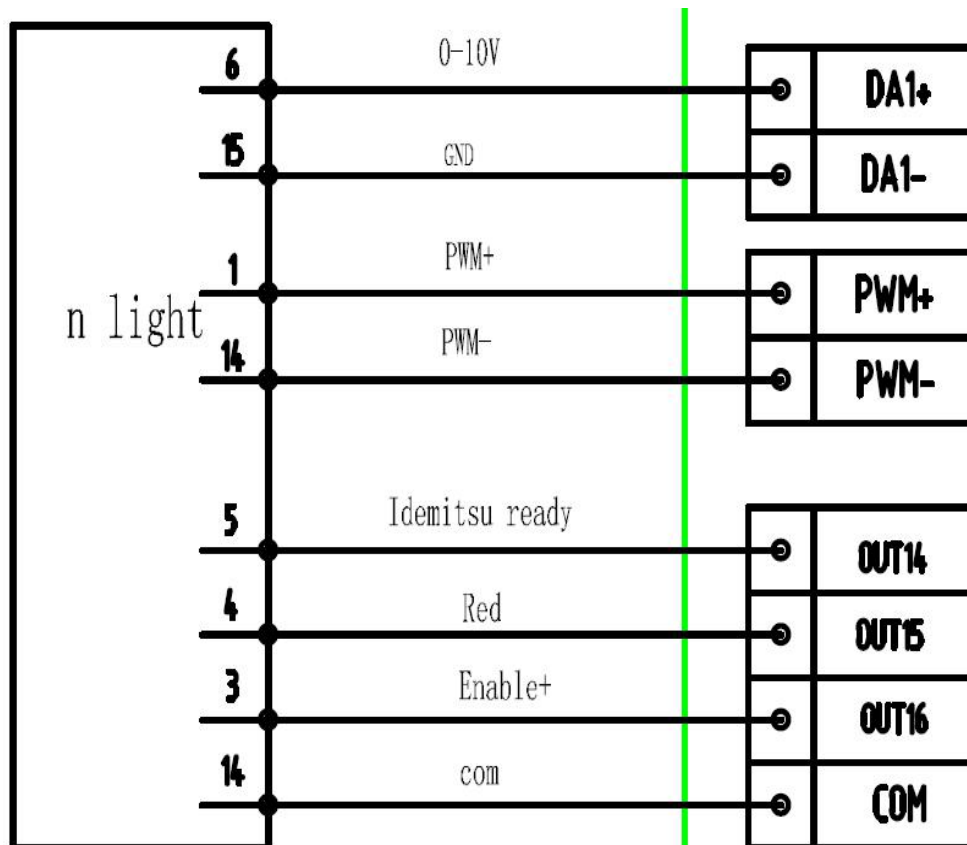 6 0-10V DA1+
15 GND DA1-
1 PWM+ PWM+
n light
14 PWM- PWM-
5 Idemitsu ready OUT14
4 Red OUT15
3 Enable+ OUT16
14 com COM